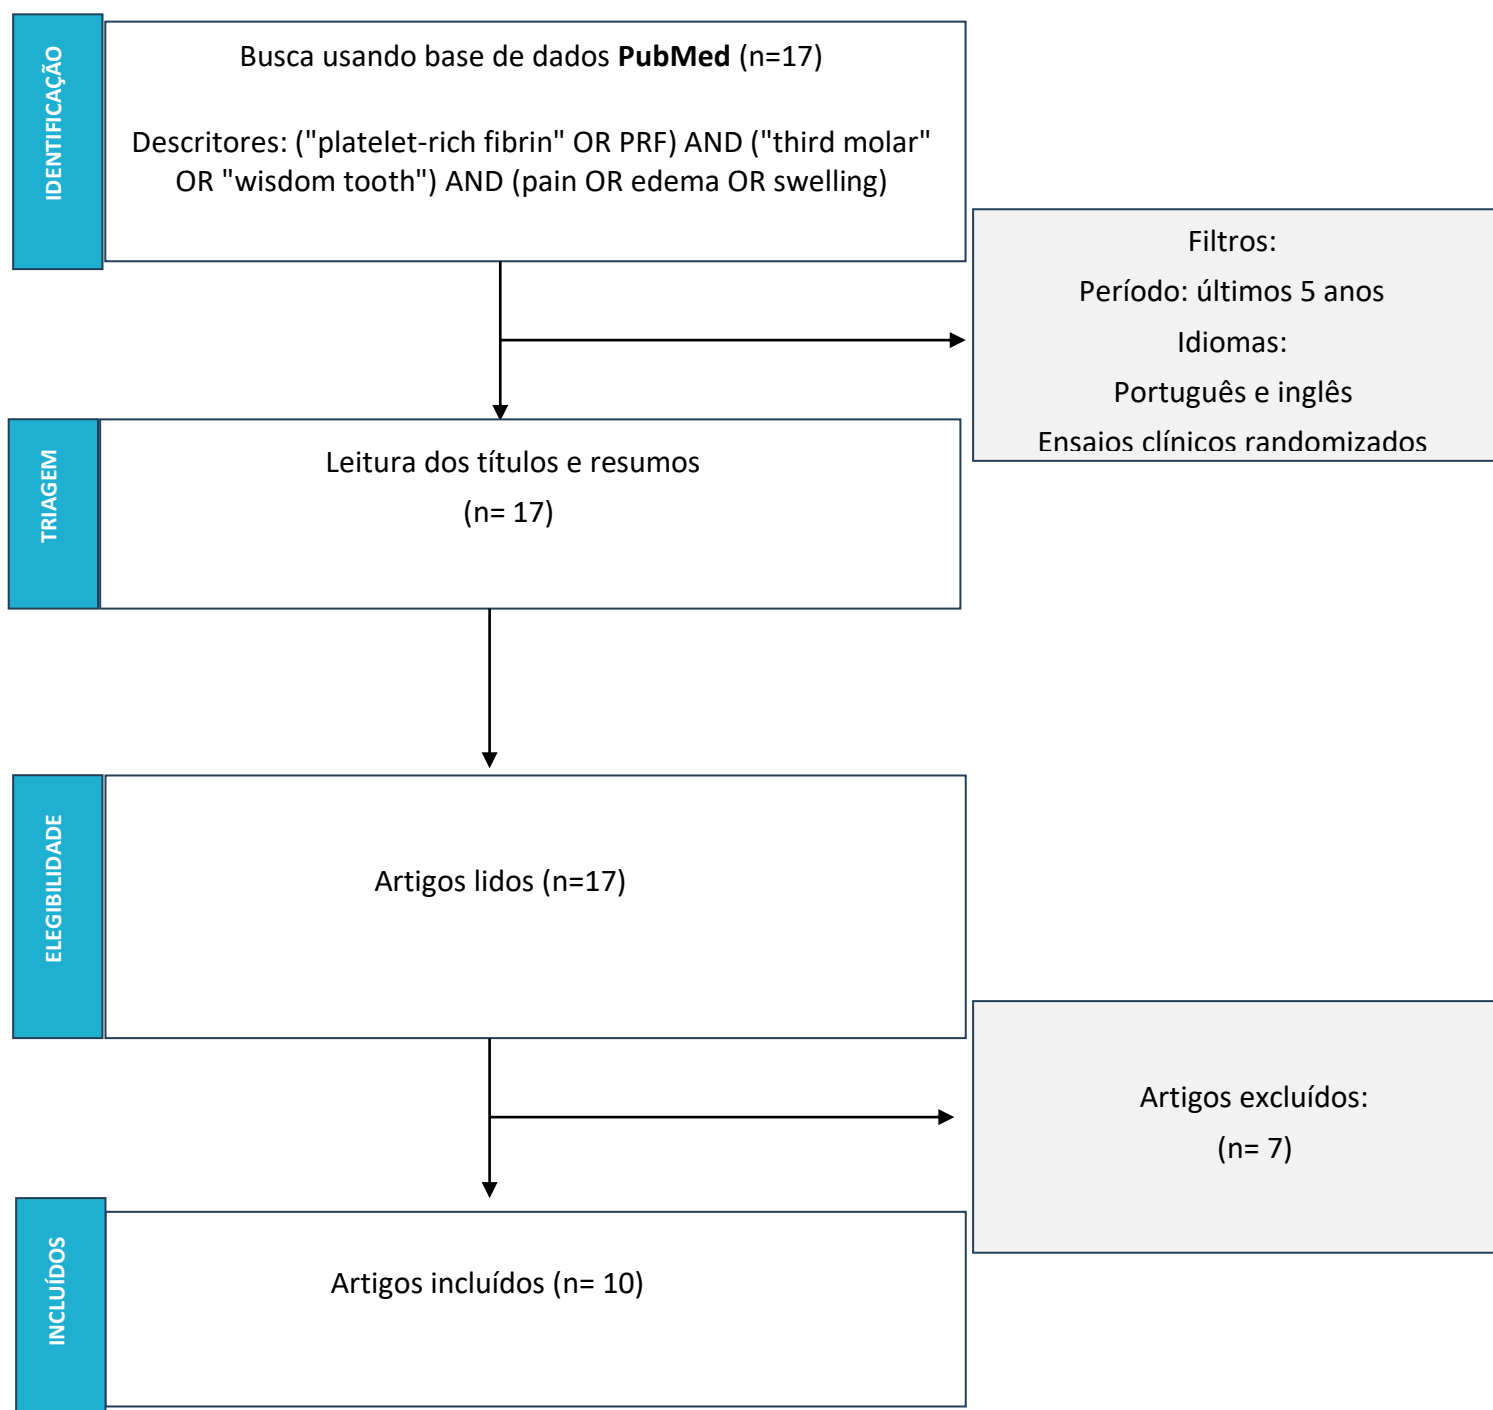 IDENTIFICAÇÃO
Busca usando base de dados PubMed (n=17)
Descritores: ("platelet-rich fibrin" OR PRF) AND ("third molar"
OR "wisdom tooth") AND (pain OR edema OR swelling)
Filtros:
Período: últimos 5 anos
Idiomas:
Português e inglês
Ensaios clínicos randomizados
TRIAGEM
Leitura dos títulos e resumos
(n= 17)
ELEGIBILIDADE
Artigos lidos (n=17)
Artigos excluídos:
(n= 7)
INCLUÍDOS
Artigos incluídos (n= 10)